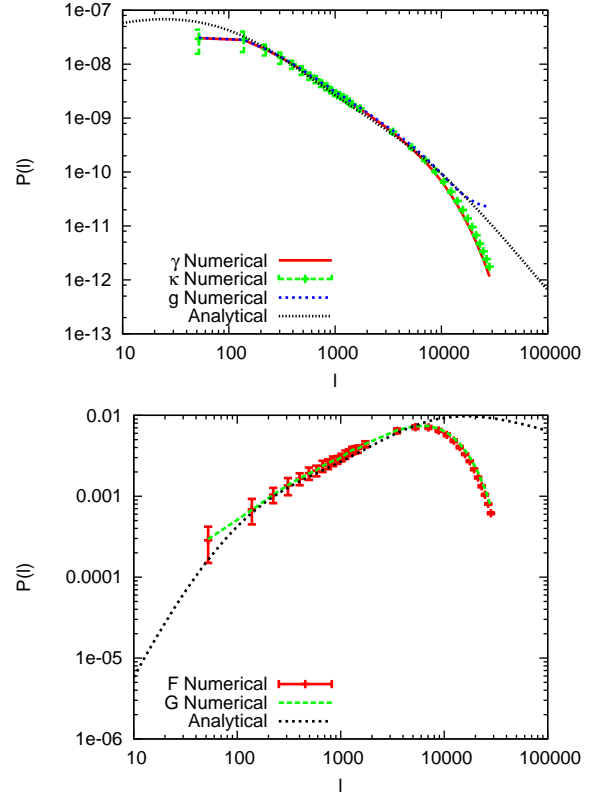 1e-07
1e-08
1e-09
1e-10
1e-11
1e-12
1e-13
P(l)
γ Numerical
κ Numerical
g Numerical
Analytical
10 100 1000 10000 100000
l
0.01
0.001
0.0001
1e-05
1e-06
P(l)
F Numerical
G Numerical
Analytical
10 100 1000 10000 100000
l